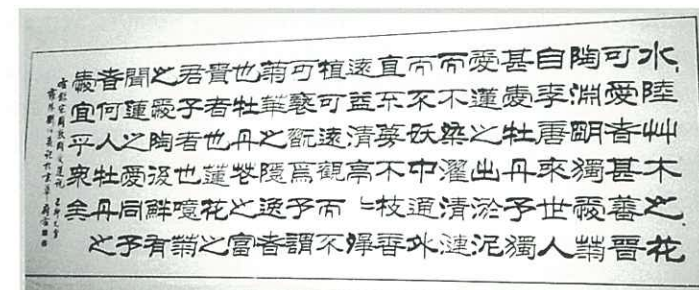 水陸艸木之花
可愛者甚蕃晉
陶淵明獨愛菊
自李唐來世人
甚愛牡丹予獨
愛蓮之出淤泥
而不染濯清漣
而不妖中通外
直不蔓不枝香
遠益清亭〻淨
植可遠觀而不
可褻翫焉予謂
菊華之隱逸者
也牡丹花之富
貴者也蓮花之
君子者也噫菊
之愛陶後鮮有
聞蓮之愛同予
者何人牡丹之
愛宜乎衆矣